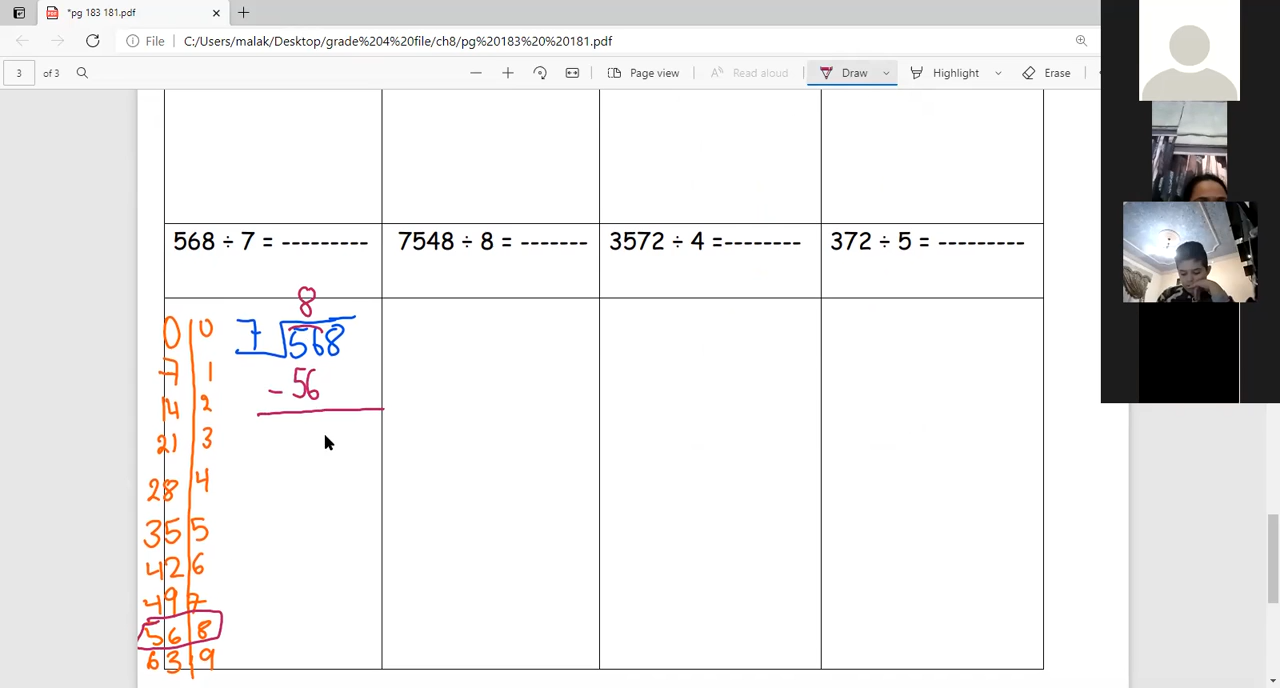 *pg 183 181.pdf
File C:/Users/malak/Desktop/grade%204%20file/ch8/pg%20183%20%20181.pdf
3 of 3 Page view Read aloud Draw Highlight Erase
568 ÷ 7 = ---------
7548 ÷ 8 = -------
3572 ÷ 4 =--------
372 ÷ 5 = ---------
8
7 568
- 56
0 0
7 1
14 2
21 3
28 4
35 5
42 6
49 7
56 8
63 9